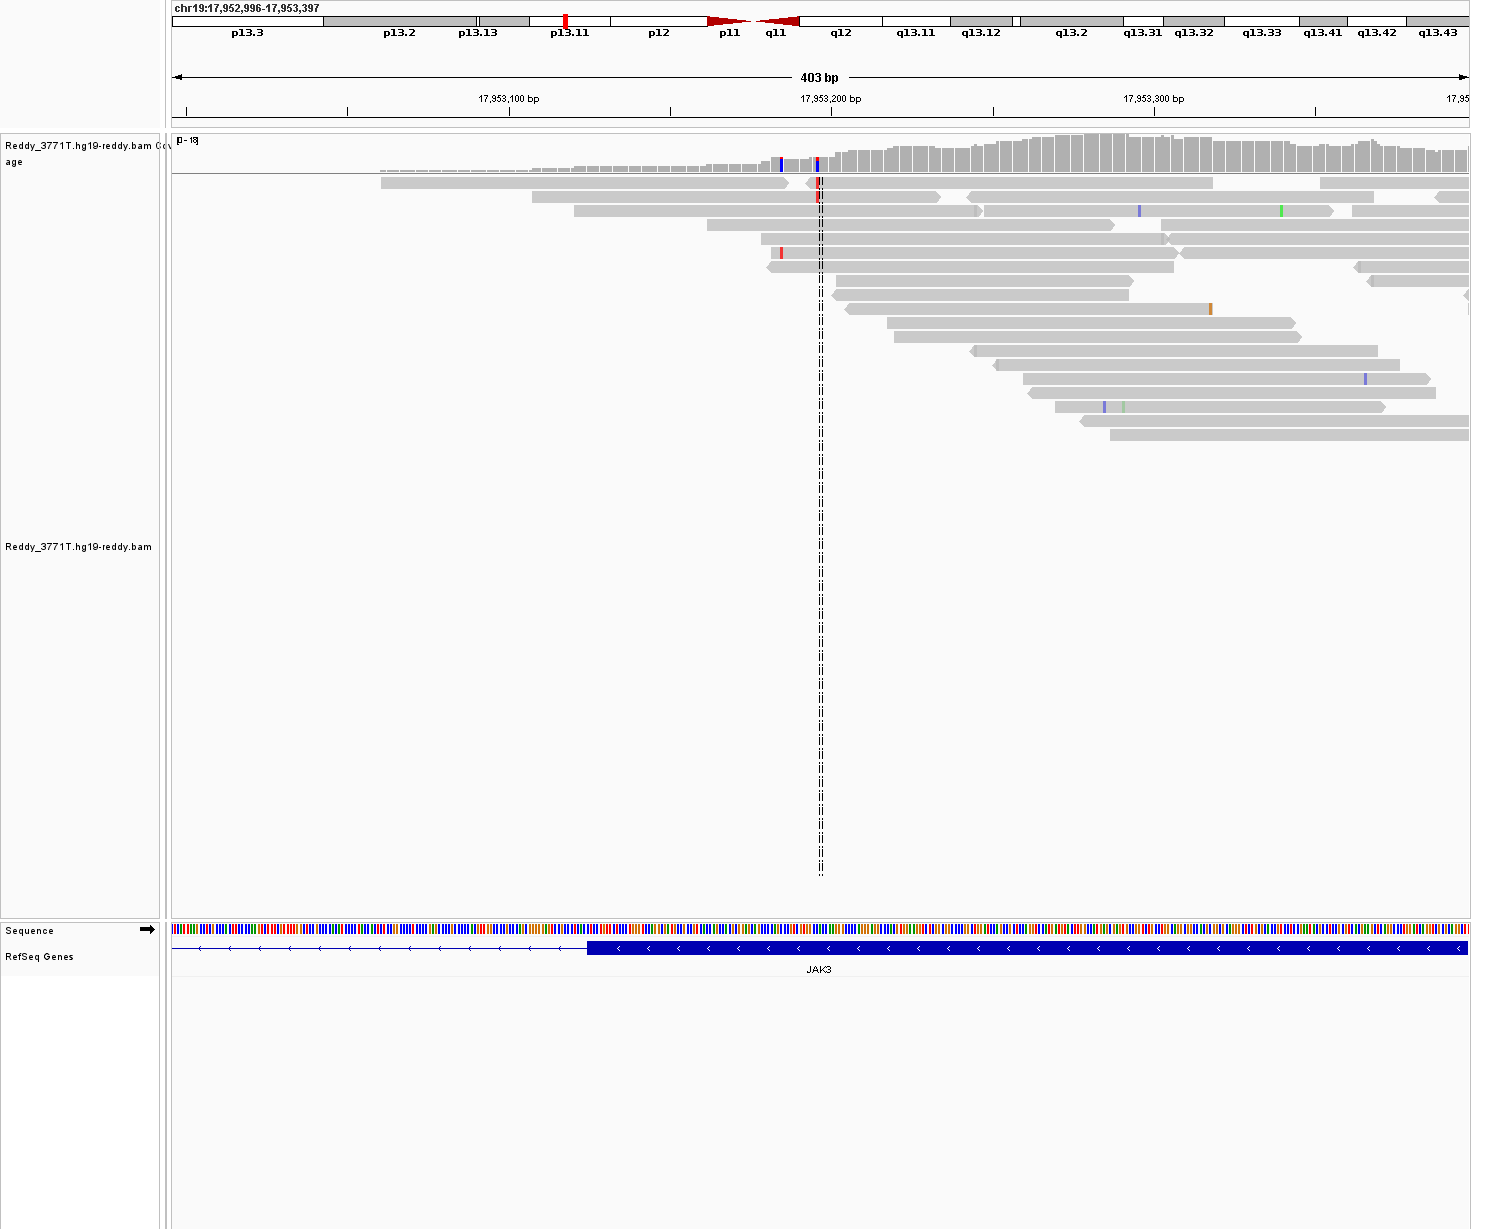 chr19:17,952,996-17,953,397
p13.3 p13.2 p13.13 p13.11 p12 p11 q11 q12 q13.11 q13.12 q13.2 q13.31 q13.32 q13.33 q13.41 q13.42 q13.43
403 bp
17,953,100 bp 17,953,200 bp 17,953,300 bp 17,95
[0 - 18]
Reddy_3771T.hg19-reddy.bam Cov
age
Reddy_3771T.hg19-reddy.bam
Sequence
RefSeq Genes
JAK3